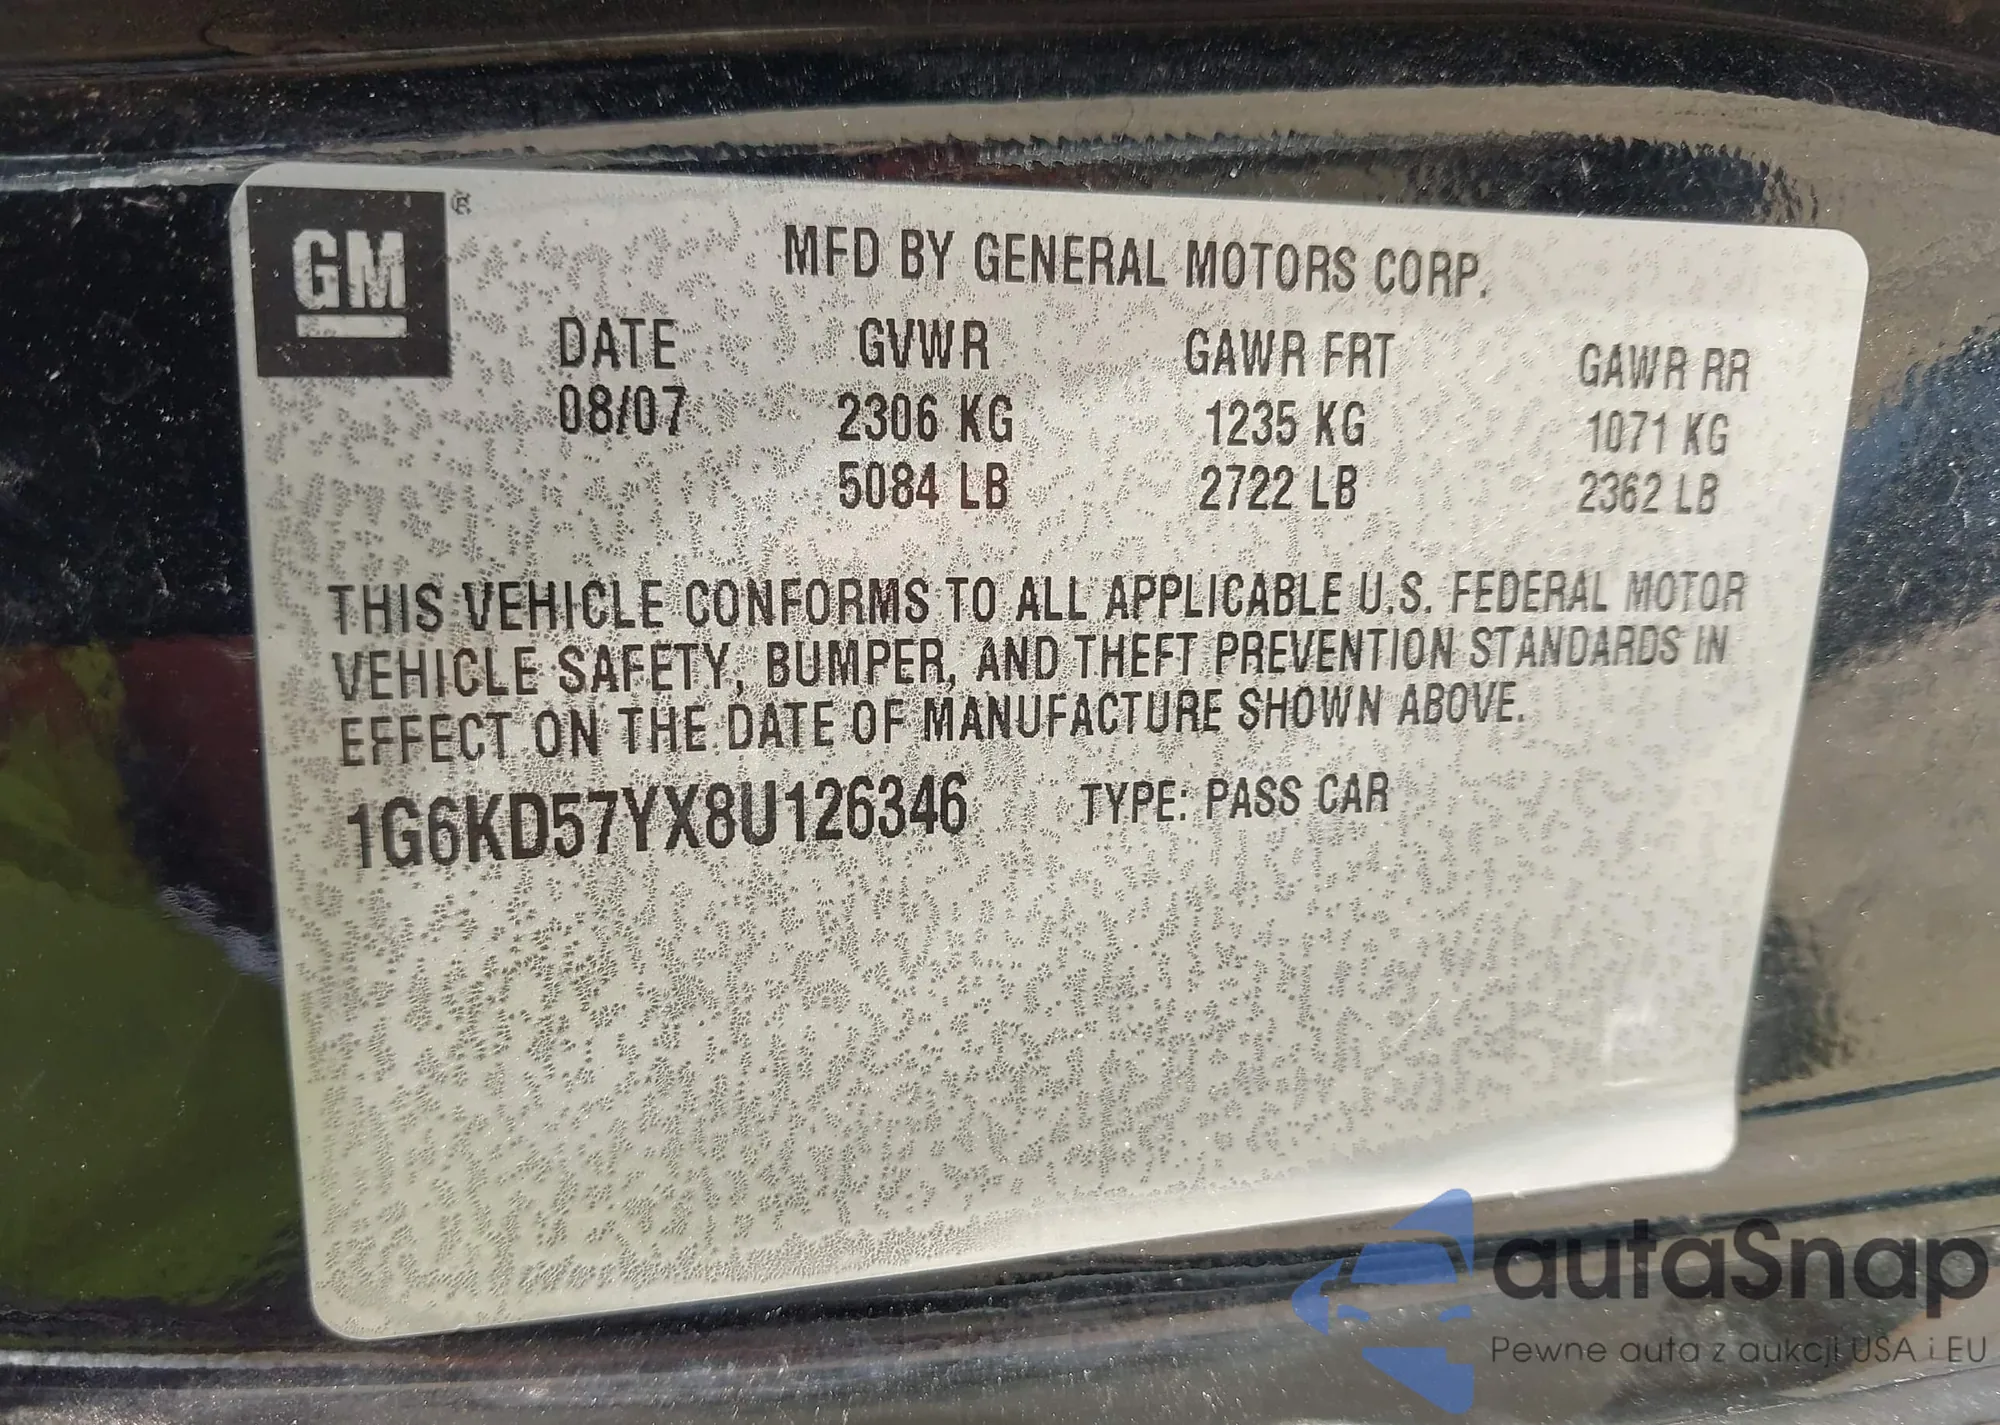 GM ®
MFD BY GENERAL MOTORS CORP.
DATE GVWR GAWR FRT GAWR RR
08/07 2306 KG 1235 KG 1071 KG
5084 LB 2722 LB 2362 LB
THIS VEHICLE CONFORMS TO ALL APPLICABLE U.S. FEDERAL MOTOR
VEHICLE SAFETY, BUMPER, AND THEFT PREVENTION STANDARDS IN
EFFECT ON THE DATE OF MANUFACTURE SHOWN ABOVE.
1G6KD57YX8U126346 TYPE: PASS CAR
autaSnap
Pewne auta z aukcji USA i EU